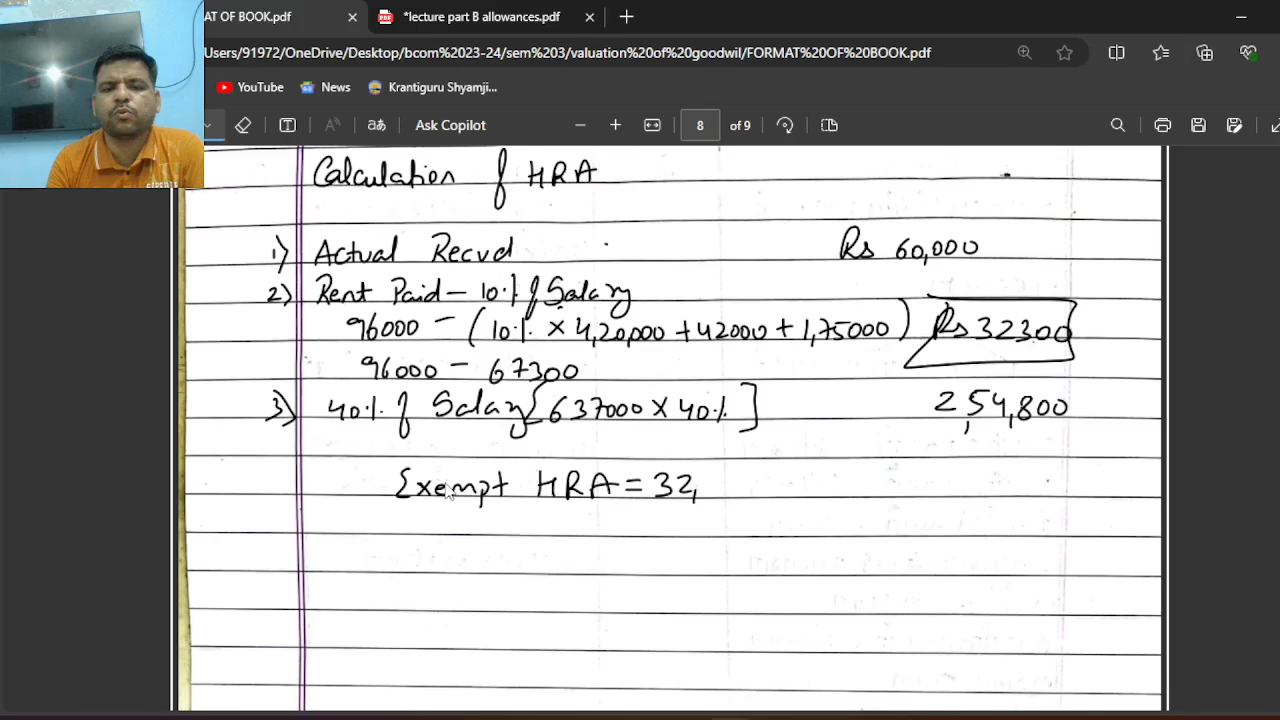 AT OF BOOK.pdf
*lecture part B allowances.pdf
Users/91972/OneDrive/Desktop/bcom%2023-24/sem%203/valuation%20of%20goodwil/FORMAT%20OF%20BOOK.pdf
YouTube
News
Krantiguru Shyamji...
Ask Copilot
8 of 9
Calculation of HRA
1) Actual Recvd Rs 60,000
2) Rent Paid – 10% of Salary
96000 – (10% × 4,20,000 + 42000 + 1,75000) Rs 32300
96000 – 67300
3) 40% of Salary [637000 × 40%] 2,54,800
Exempt HRA = 32,